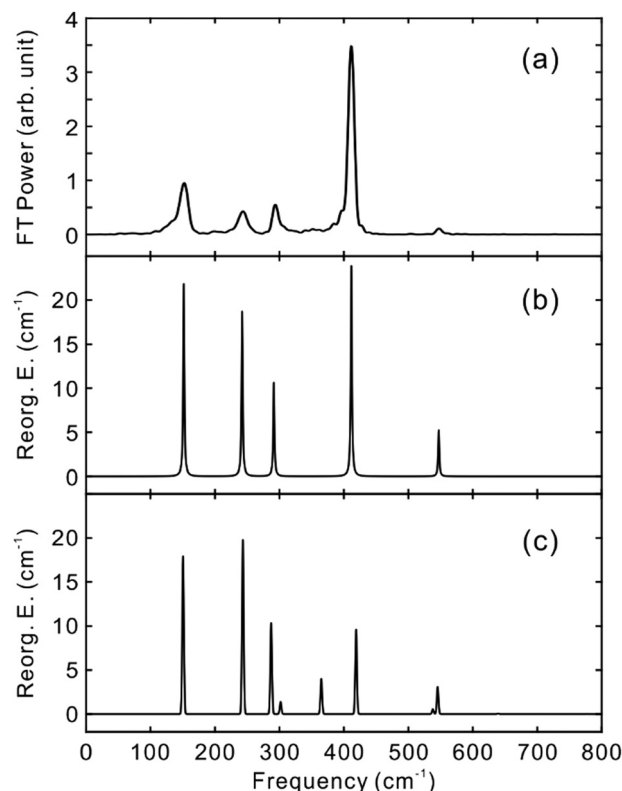 4
3
2
1
0
FT Power (arb. unit)
(a)
20
15
10
5
0
Reorg. E. (cm⁻¹)
(b)
20
15
10
5
0
Reorg. E. (cm⁻¹)
(c)
0 100 200 300 400 500 600 700 800
Frequency (cm⁻¹)